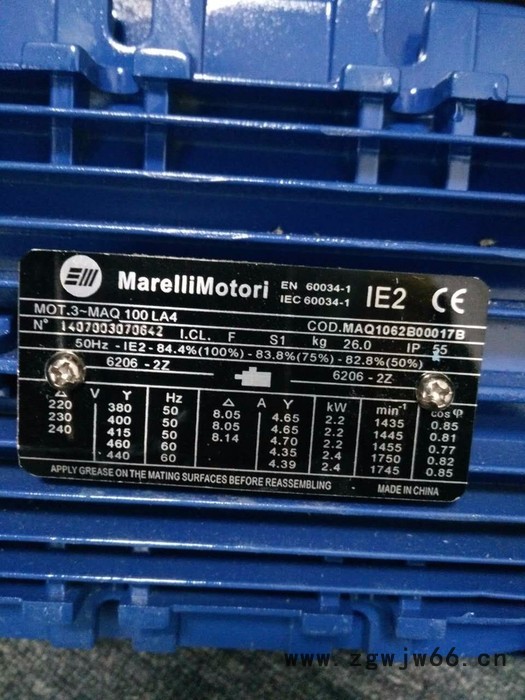 EM MarelliMotori EN 60034-1 IEC 60034-1 IE2 CE
MOT.3~MAQ 100 LA4 COD.MAQ1062B00017B
N° 1407003070642 I.CL. F S1 kg 26.0 IP 55
50Hz - IE2 - 84.4%(100%) - 83.8%(75%) - 82.8%(50%)
6206 - 2Z 6206 - 2Z
△ V Y Hz △ A Y kW min⁻¹ cos φ
220 380 50 8.05 4.65 2.2 1435 0.85
230 400 50 8.05 4.65 2.2 1445 0.81
240 415 50 8.14 4.70 2.2 1455 0.77
460 60 4.35 2.4 1750 0.82
440 60 4.39 2.4 1745 0.85
APPLY GREASE ON THE MATING SURFACES BEFORE REASSEMBLING MADE IN CHINA
www.zgwjw66.cn